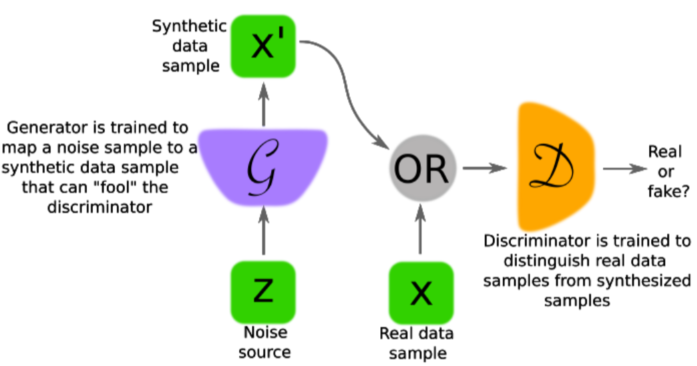 Synthetic
data
sample
x'
Generator is trained to
map a noise sample to a
synthetic data sample
that can "fool" the
discriminator
G
z
Noise
source
OR
x
Real data
sample
D
Real
or
fake?
Discriminator is trained to
distinguish real data
samples from synthesized
samples